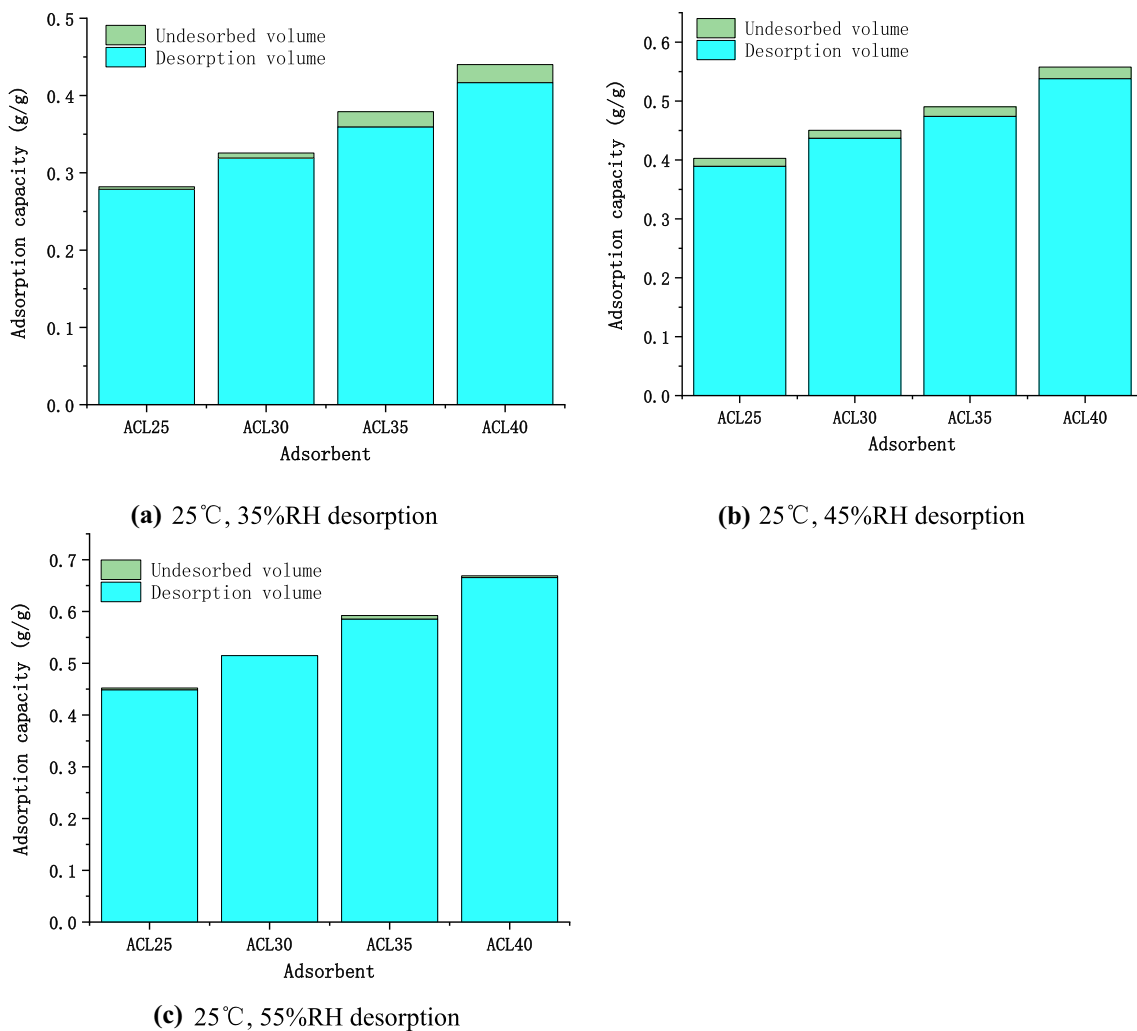 0.5
0.4
0.3
0.2
0.1
0.0
Adsorption capacity (g/g)
Undesorbed volume
Desorption volume
ACL25 ACL30 ACL35 ACL40
Adsorbent
(a) 25℃, 35%RH desorption
0.6
0.5
0.4
0.3
0.2
0.1
0.0
Adsorption capacity (g/g)
Undesorbed volume
Desorption volume
ACL25 ACL30 ACL35 ACL40
Adsorbent
(b) 25℃, 45%RH desorption
0.7
0.6
0.5
0.4
0.3
0.2
0.1
0.0
Adsorption capacity (g/g)
Undesorbed volume
Desorption volume
ACL25 ACL30 ACL35 ACL40
Adsorbent
(c) 25℃, 55%RH desorption